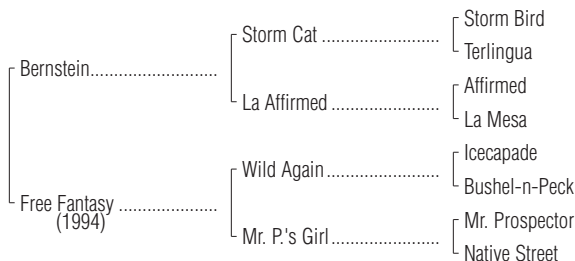 Storm Bird
Storm Cat ........................
Terlingua
Bernstein..........................
Affirmed
La Affirmed ......................
La Mesa
Icecapade
Wild Again .......................
Bushel-n-Peck
Free Fantasy ....................
(1994)
Mr. Prospector
Mr. P.'s Girl ......................
Native Street